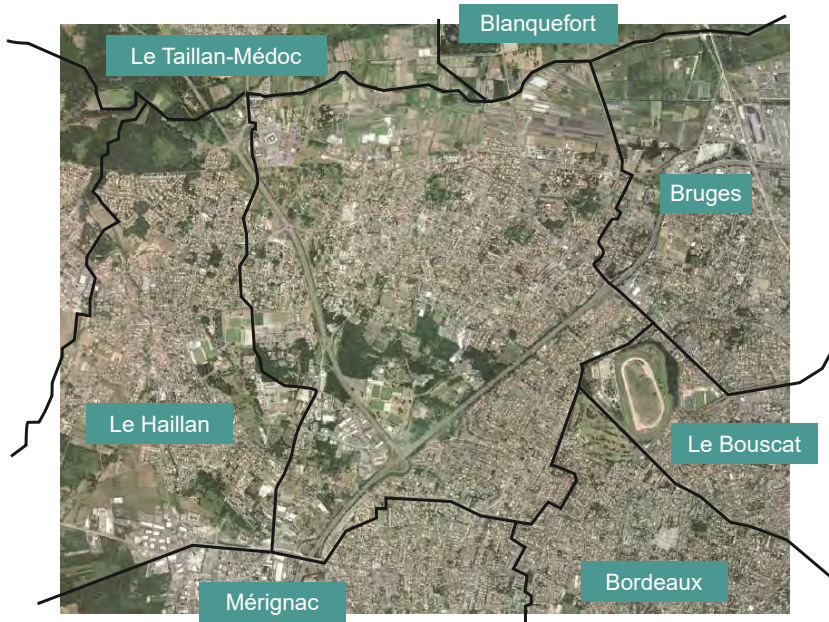 Blanquefort
Le Taillan-Médoc
Bruges
Le Haillan
Le Bouscat
Bordeaux
Mérignac